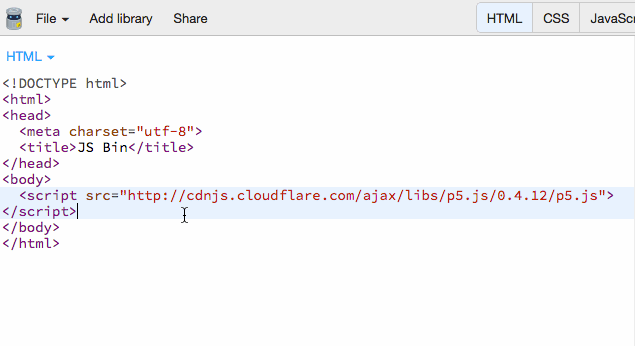 File Add library Share HTML CSS JavaScr
HTML
<!DOCTYPE html>
<html>
<head>
  <meta charset="utf-8">
  <title>JS Bin</title>
</head>
<body>
  <script src="http://cdnjs.cloudflare.com/ajax/libs/p5.js/0.4.12/p5.js">
</script>
</body>
</html>